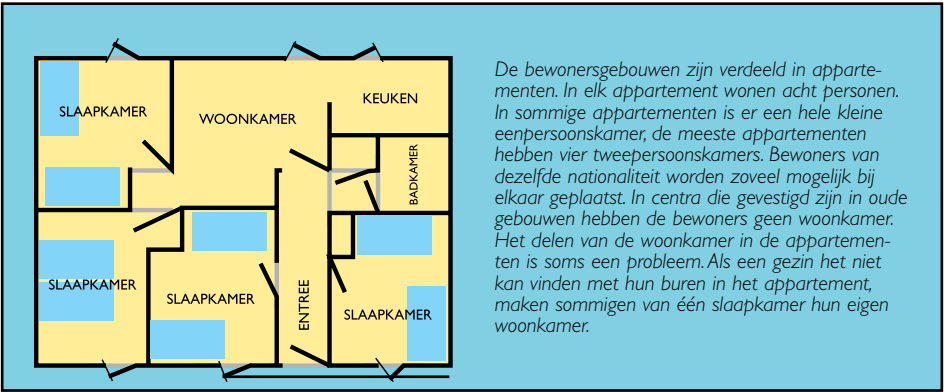 SLAAPKAMER
WOONKAMER
KEUKEN
BADKAMER
SLAAPKAMER
SLAAPKAMER
ENTREE
SLAAPKAMER
De bewonersgebouwen zijn verdeeld in apparte-
menten. In elk appartement wonen acht personen.
In sommige appartementen is er een hele kleine
eenpersoonskamer, de meeste appartementen
hebben vier tweepersoonskamers. Bewoners van
dezelfde nationaliteit worden zoveel mogelijk bij
elkaar geplaatst. In centra die gevestigd zijn in oude
gebouwen hebben de bewoners geen woonkamer.
Het delen van de woonkamer in de appartemen-
ten is soms een probleem. Als een gezin het niet
kan vinden met hun buren in het appartement,
maken sommigen van één slaapkamer hun eigen
woonkamer.